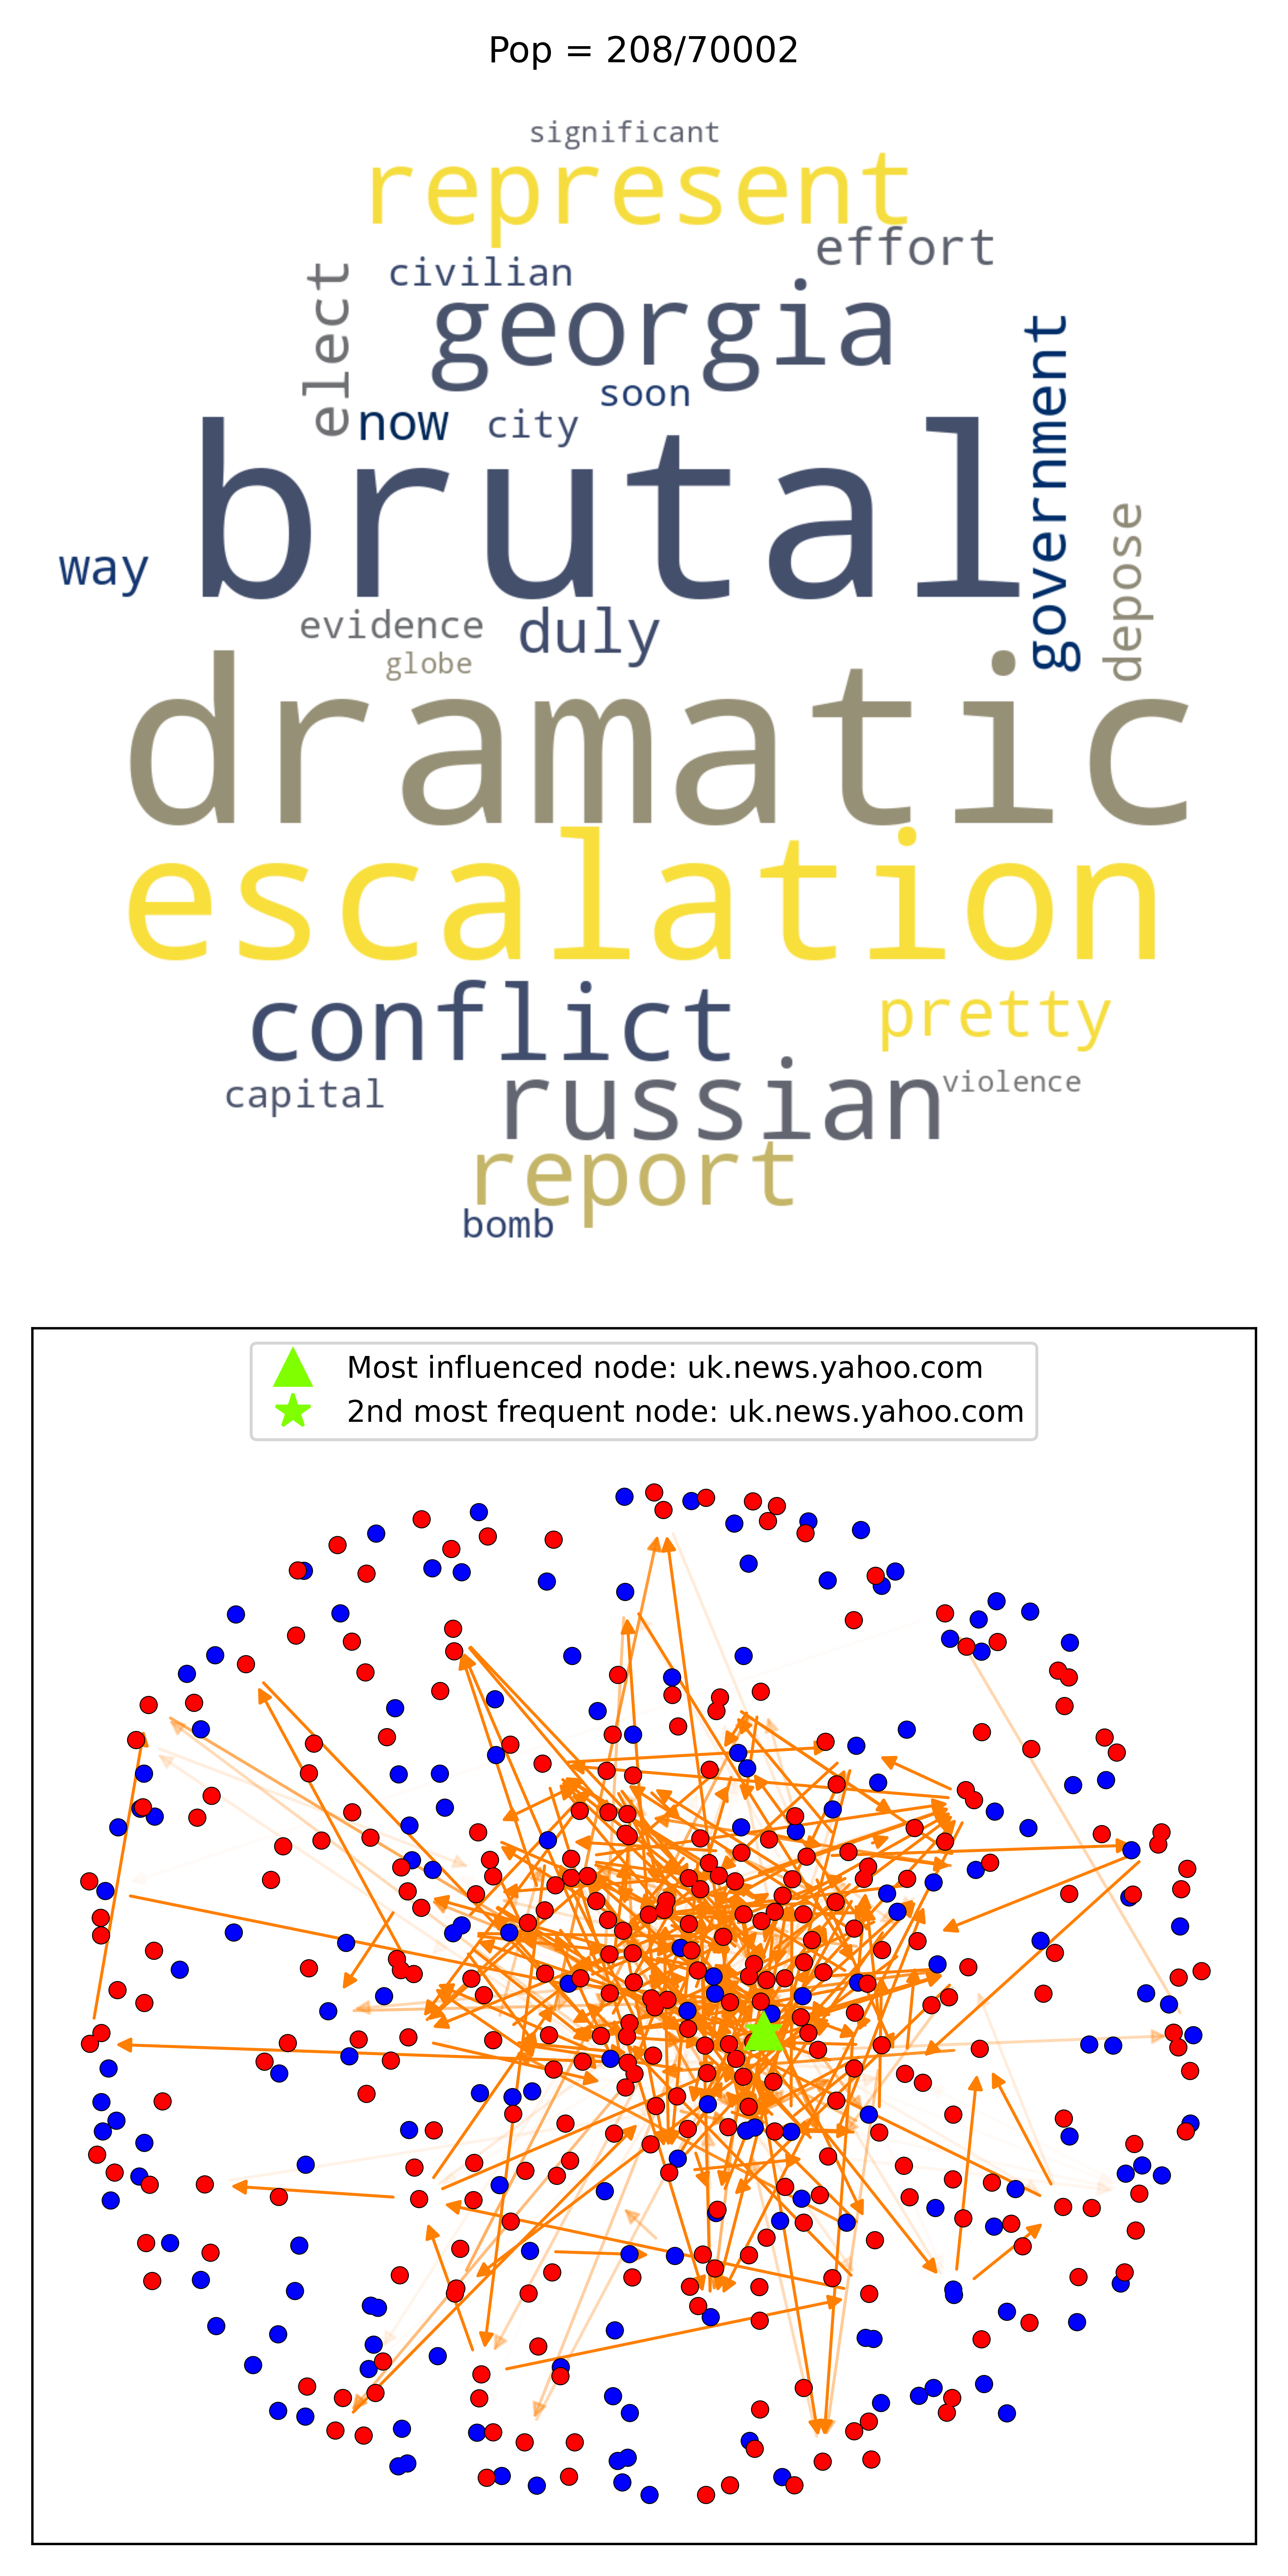 Pop = 208/70002
significant
represent
effort
civilian
elect
georgia
government
soon
now
city
brutal
depose
way
evidence
duly
globe
dramatic
escalation
conflict
pretty
capital
russian
violence
report
bomb
Most influenced node: uk.news.yahoo.com
2nd most frequent node: uk.news.yahoo.com